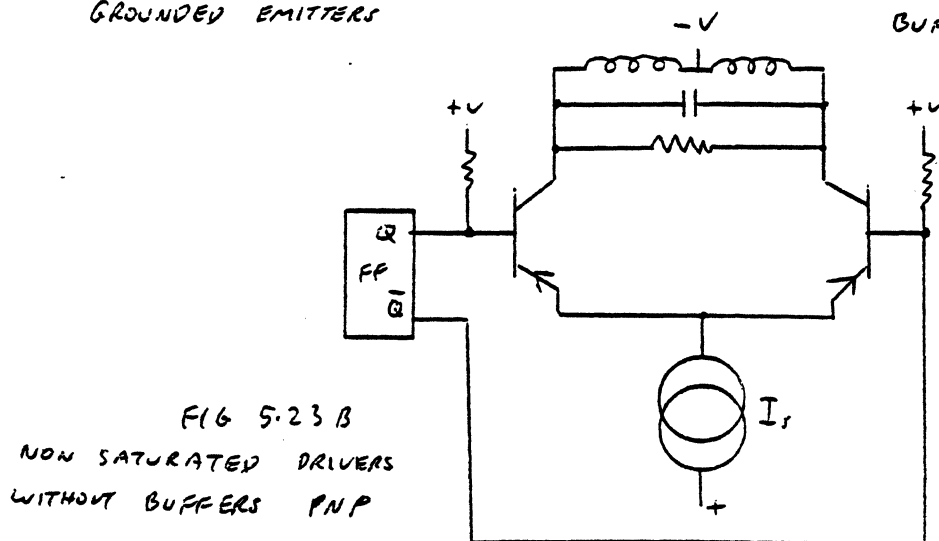 GROUNDED EMITTERS
-V
+V
+V
Q
FF
Q̄
Is
+
FIG 5.23 B
NON SATURATED DRIVERS
WITHOUT BUFFERS PNP